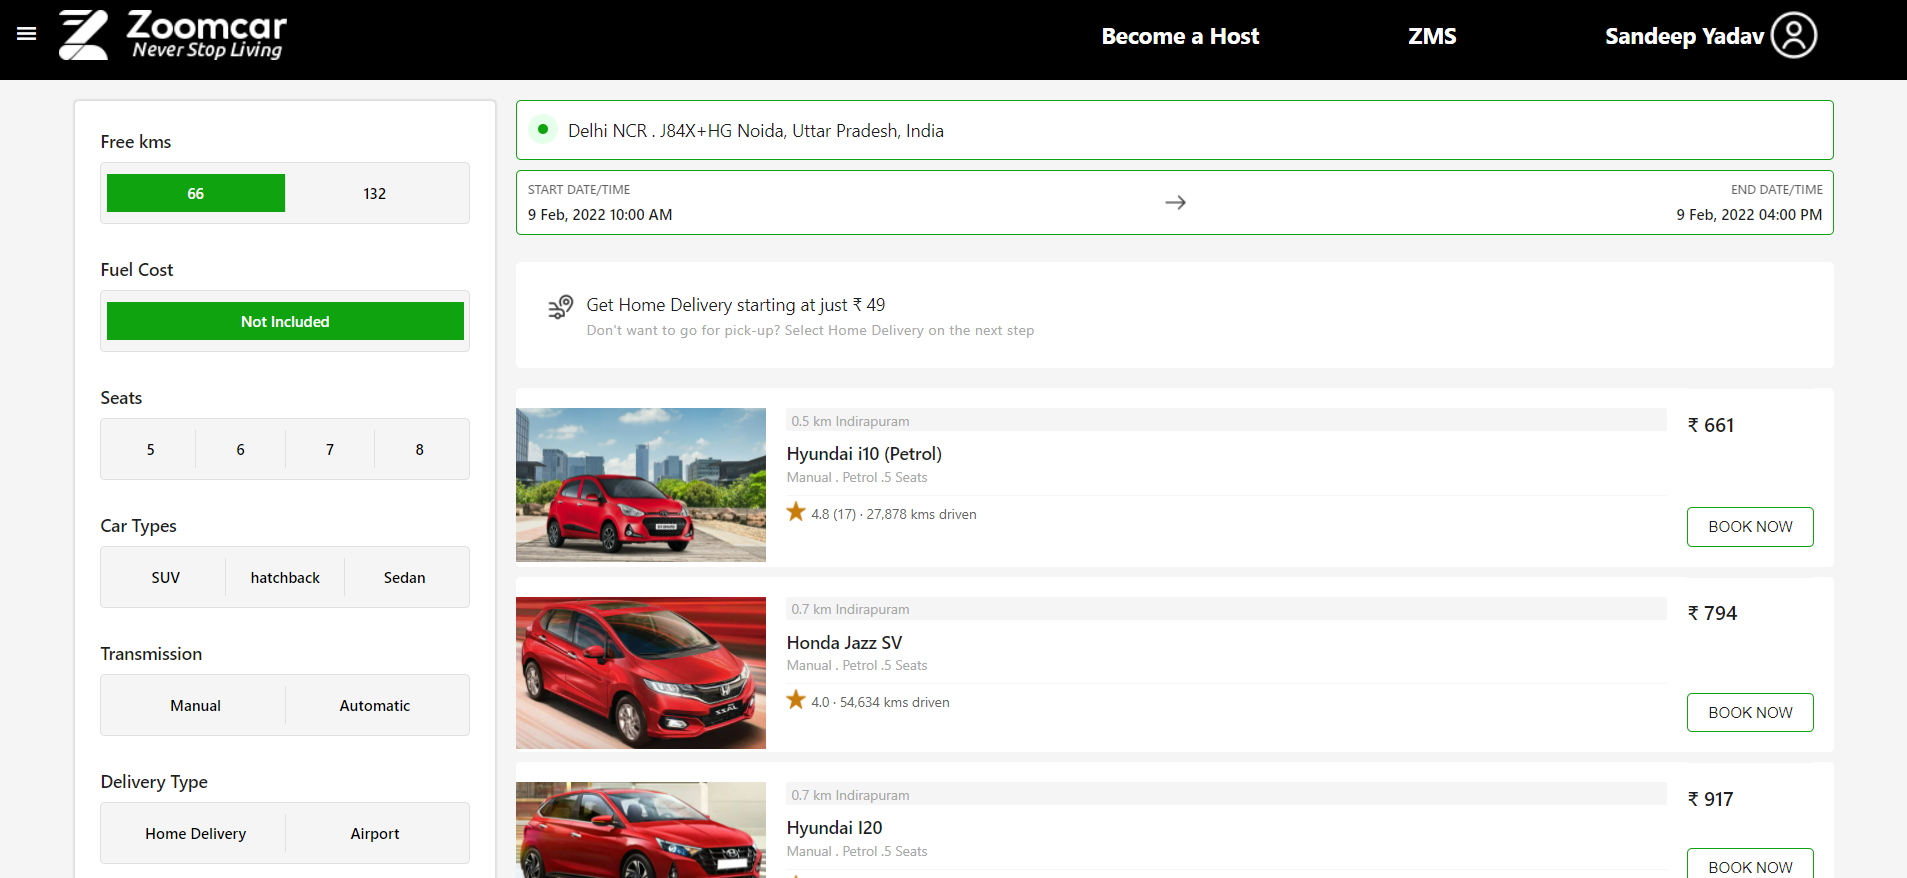 Zoomcar
Never Stop Living
Become a Host
ZMS
Sandeep Yadav
Free kms
66
132
Fuel Cost
Not Included
Seats
5
6
7
8
Car Types
SUV
hatchback
Sedan
Transmission
Manual
Automatic
Delivery Type
Home Delivery
Airport
Delhi NCR . J84X+HG Noida, Uttar Pradesh, India
START DATE/TIME
9 Feb, 2022 10:00 AM
END DATE/TIME
9 Feb, 2022 04:00 PM
Get Home Delivery starting at just ₹ 49
Don't want to go for pick-up? Select Home Delivery on the next step
0.5 km Indirapuram
Hyundai i10 (Petrol)
Manual . Petrol .5 Seats
4.8 (17) · 27,878 kms driven
₹ 661
BOOK NOW
0.7 km Indirapuram
Honda Jazz SV
Manual . Petrol .5 Seats
4.0 · 54,634 kms driven
₹ 794
BOOK NOW
0.7 km Indirapuram
Hyundai I20
Manual . Petrol .5 Seats
₹ 917
BOOK NOW